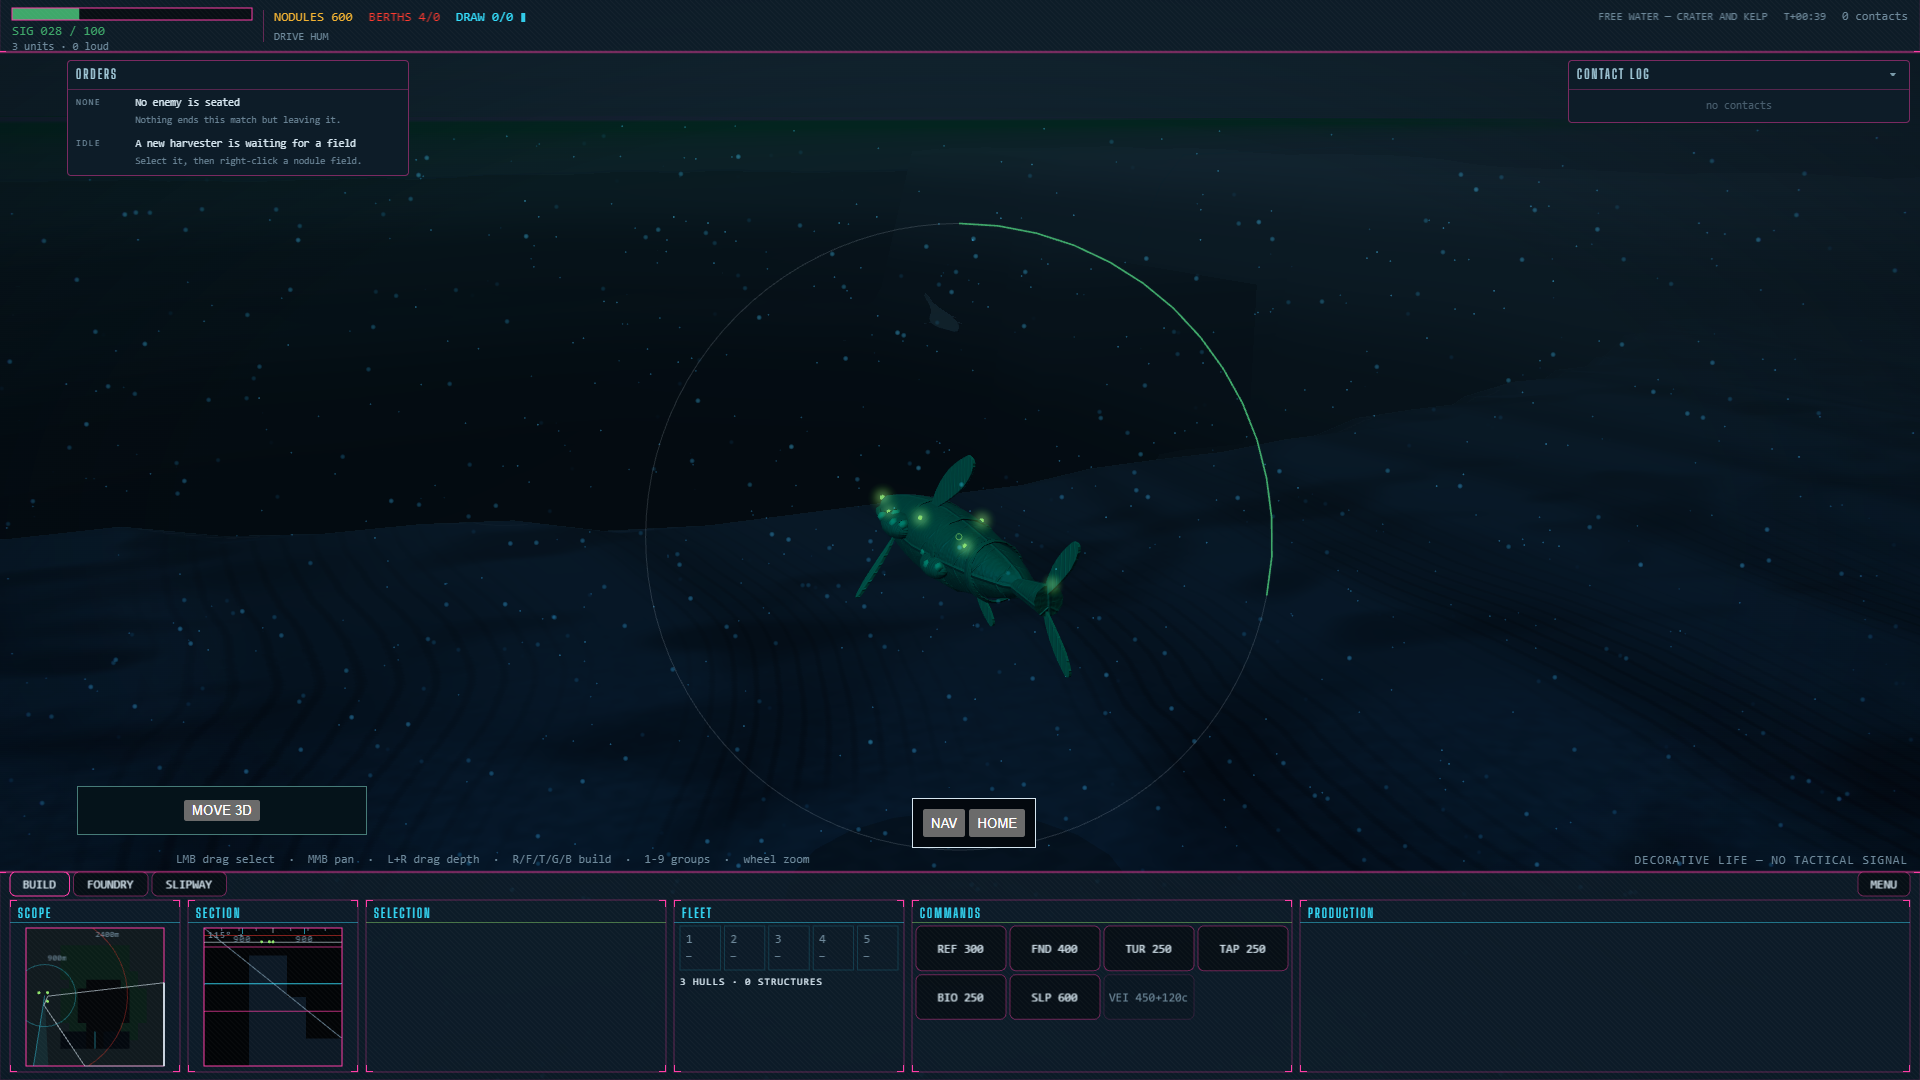 SIG 028 / 100
3 units · 0 loud
NODULES 600 BERTHS 4/0 DRAW 0/0
DRIVE HUM
FREE WATER — CRATER AND KELP T+00:39 0 contacts
ORDERS
NONE No enemy is seated
Nothing ends this match but leaving it.
IDLE A new harvester is waiting for a field
Select it, then right-click a nodule field.
CONTACT LOG
no contacts
MOVE 3D
NAV HOME
LMB drag select · MMB pan · L+R drag depth · R/F/T/G/B build · 1-9 groups · wheel zoom
DECORATIVE LIFE — NO TACTICAL SIGNAL
BUILD FOUNDRY SLIPWAY MENU
SCOPE
2400m
900m
SECTION
115°
900 900
SELECTION
FLEET
1 2 3 4 5
– – – – –
3 HULLS · 0 STRUCTURES
COMMANDS
REF 300 FND 400 TUR 250 TAP 250
BIO 250 SLP 600 VEI 450+120c
PRODUCTION